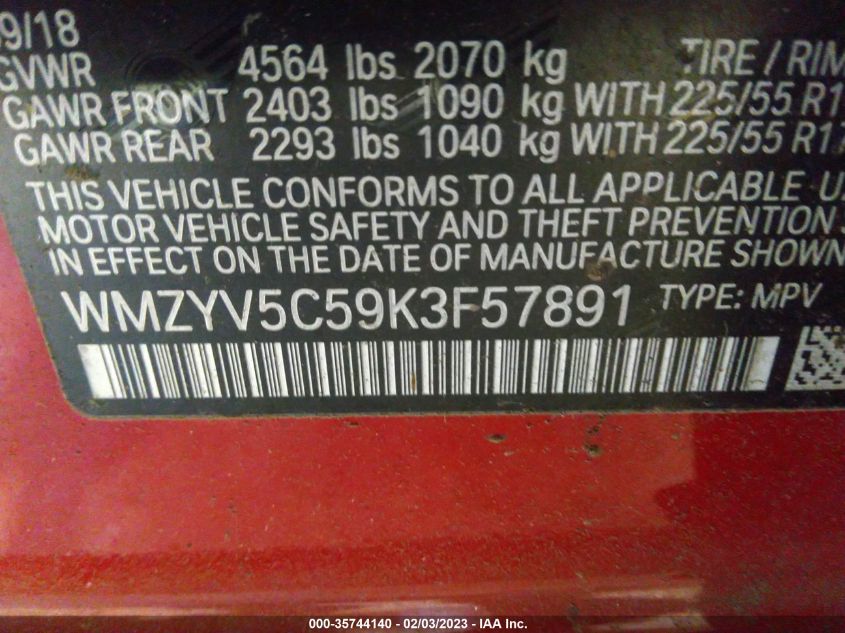 9/18
GVWR 4564 lbs 2070 kg TIRE / RIM
GAWR FRONT 2403 lbs 1090 kg WITH 225/55 R1
GAWR REAR 2293 lbs 1040 kg WITH 225/55 R17
THIS VEHICLE CONFORMS TO ALL APPLICABLE U.
MOTOR VEHICLE SAFETY AND THEFT PREVENTION
IN EFFECT ON THE DATE OF MANUFACTURE SHOWN
WMZYV5C59K3F57891 TYPE: MPV
000-35744140 - 02/03/2023 - IAA Inc.